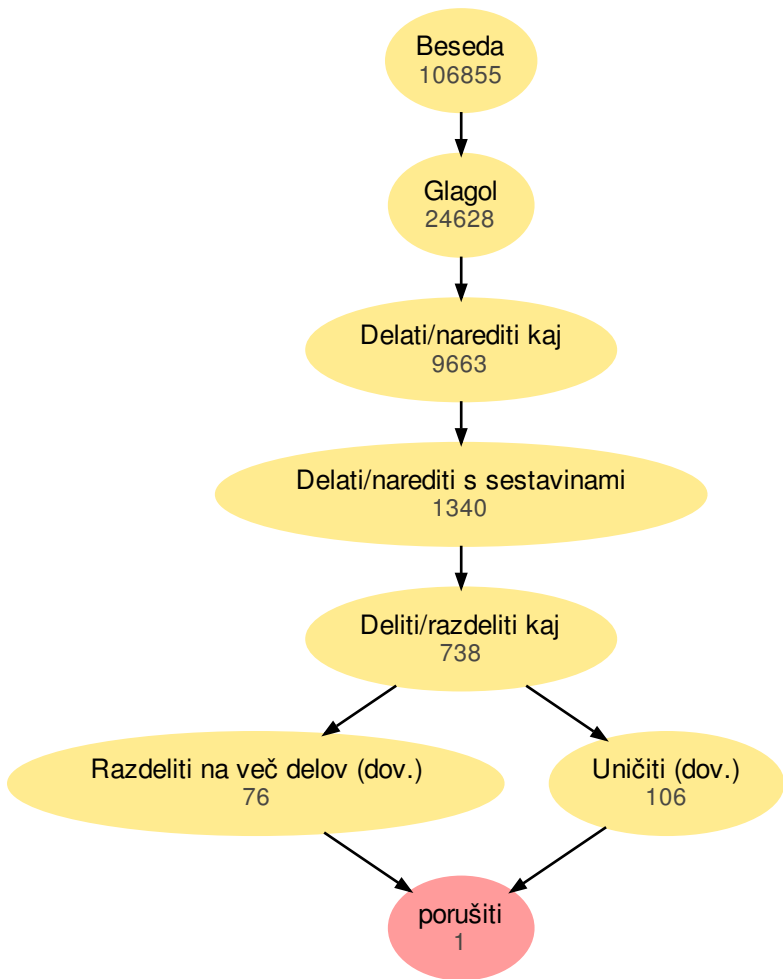 Beseda
106855
Glagol
24628
Delati/narediti kaj
9663
Delati/narediti s sestavinami
1340
Deliti/razdeliti kaj
738
Razdeliti na več delov (dov.)
76
Uničiti (dov.)
106
porušiti
1